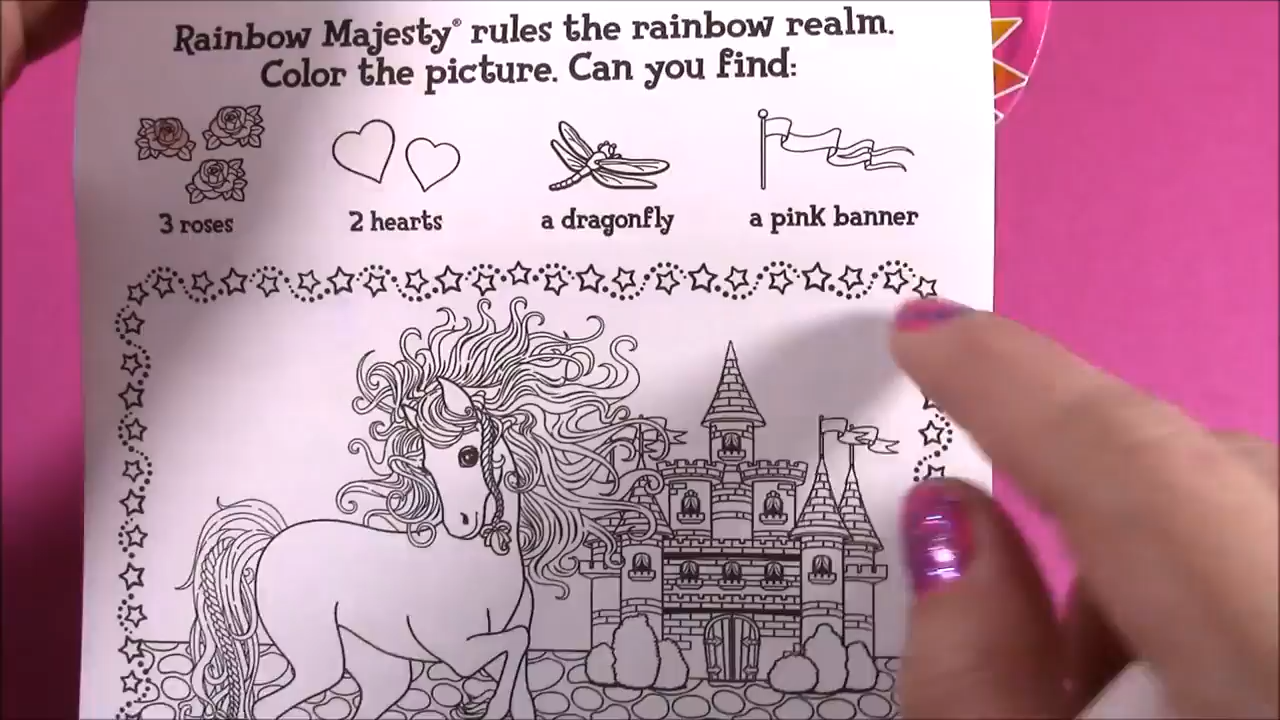 Rainbow Majesty® rules the rainbow realm.
Color the picture. Can you find:
3 roses
2 hearts
a dragonfly
a pink banner